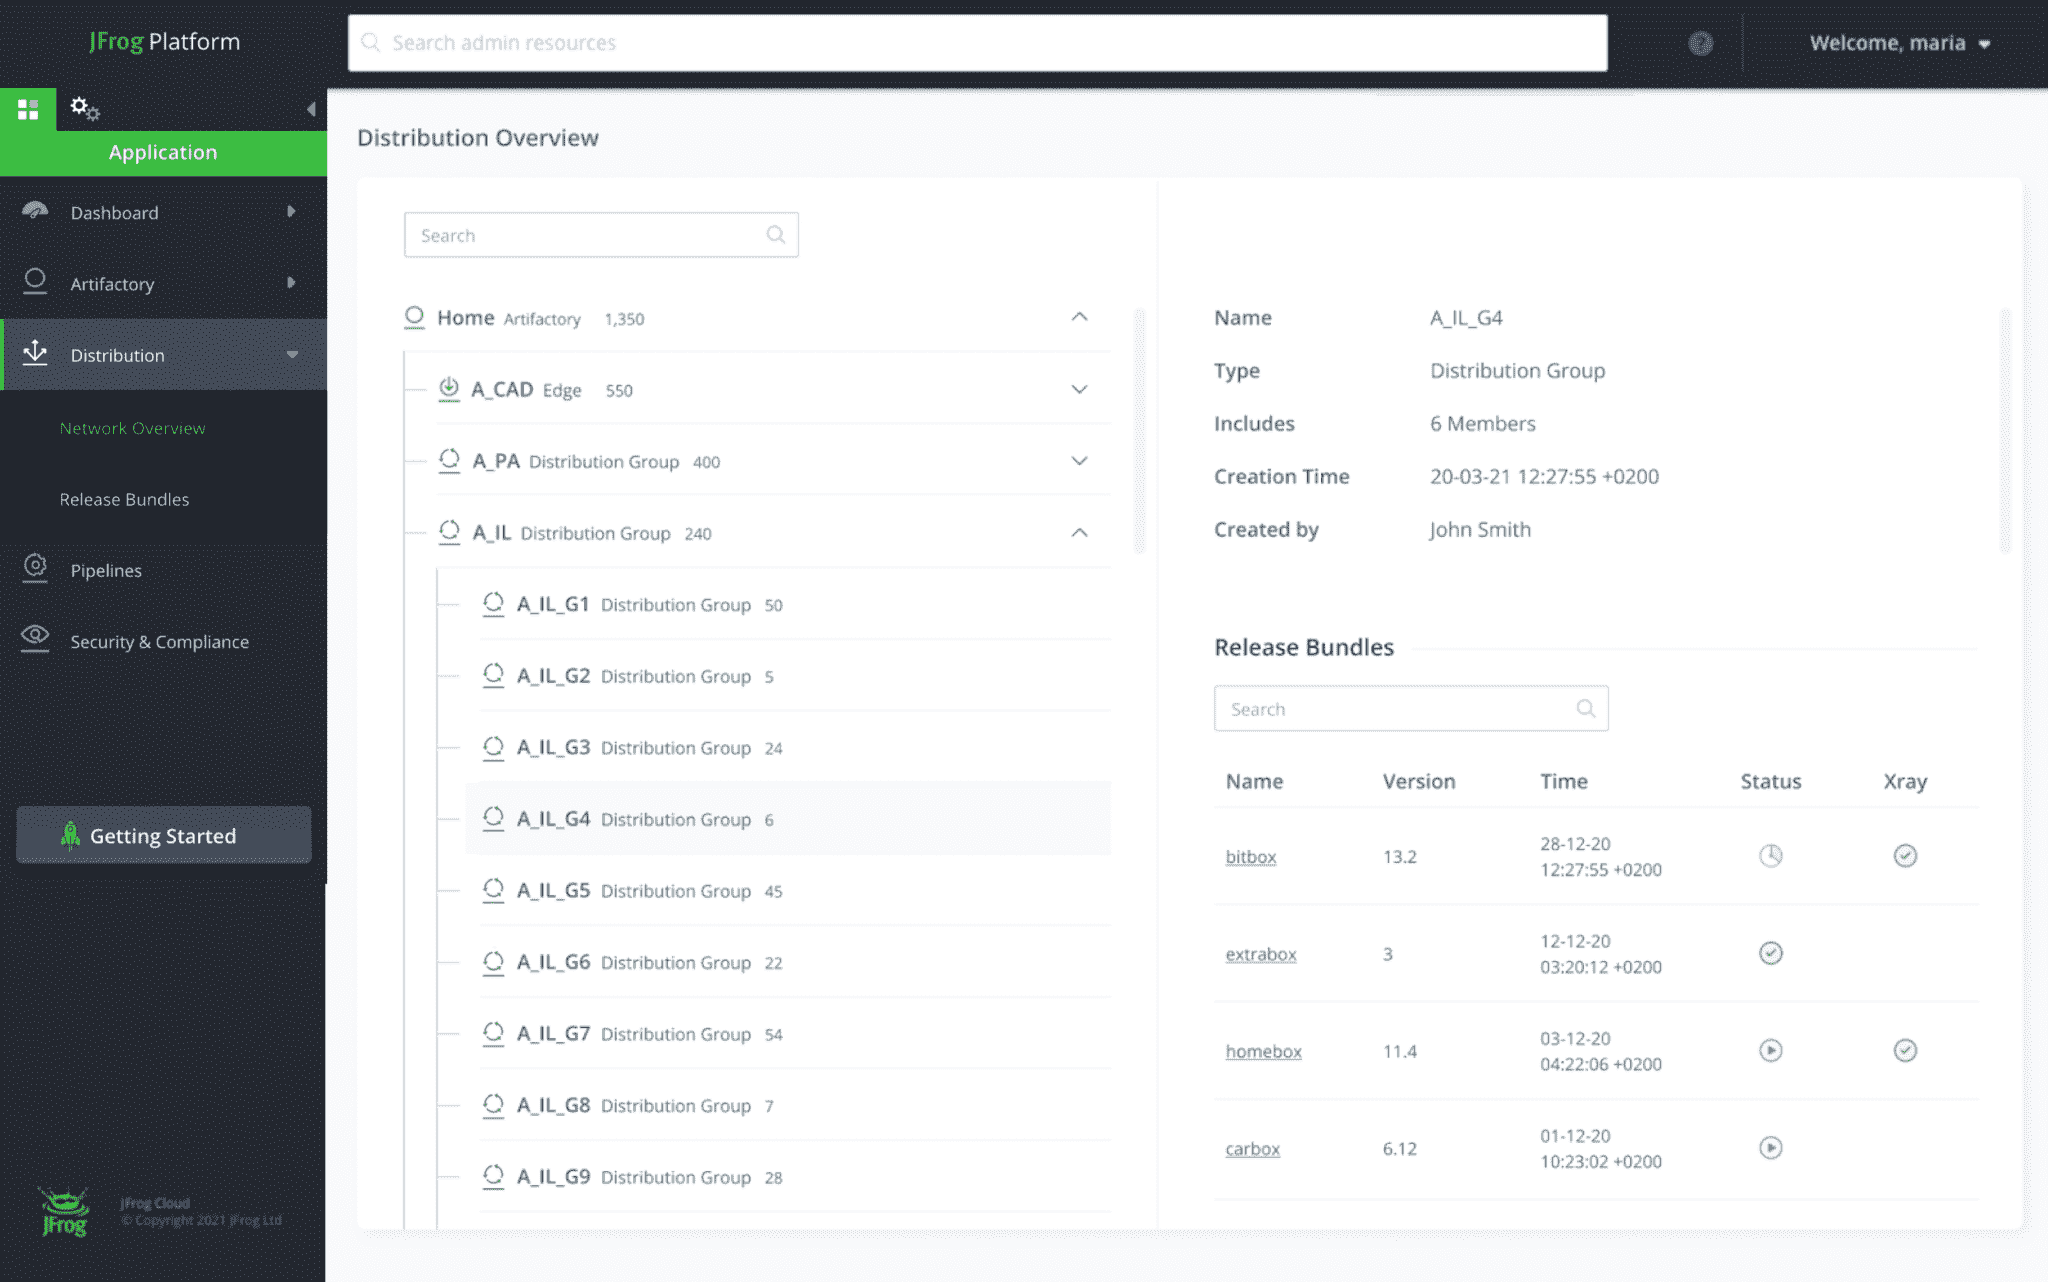 JFrog Platform
Search admin resources
Welcome, maria
Application
Dashboard
Artifactory
Distribution
Network Overview
Release Bundles
Pipelines
Security & Compliance
Getting Started
JFrog
JFrog Cloud
© Copyright 2021 JFrog Ltd
Distribution Overview
Search
Home Artifactory 1,350
A_CAD Edge 550
A_PA Distribution Group 400
A_IL Distribution Group 240
A_IL_G1 Distribution Group 50
A_IL_G2 Distribution Group 5
A_IL_G3 Distribution Group 24
A_IL_G4 Distribution Group 6
A_IL_G5 Distribution Group 45
A_IL_G6 Distribution Group 22
A_IL_G7 Distribution Group 54
A_IL_G8 Distribution Group 7
A_IL_G9 Distribution Group 28
Name A_IL_G4
Type Distribution Group
Includes 6 Members
Creation Time 20-03-21 12:27:55 +0200
Created by John Smith
Release Bundles
Search
Name Version Time Status Xray
bitbox 13.2 28-12-20
12:27:55 +0200
extrabox 3 12-12-20
03:20:12 +0200
homebox 11.4 03-12-20
04:22:06 +0200
carbox 6.12 01-12-20
10:23:02 +0200